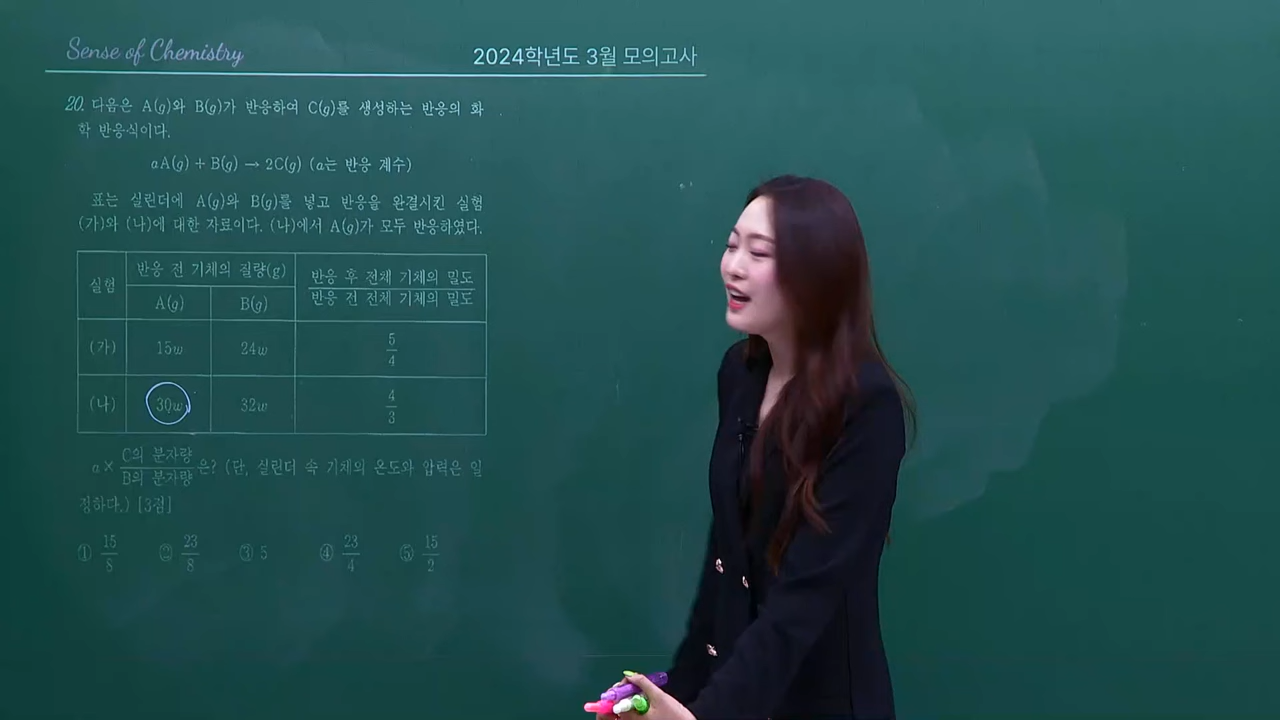 Sense of Chemistry
2024학년도 3월 모의고사
20. 다음은 A(g)와 B(g)가 반응하여 C(g)를 생성하는 반응의 화
학 반응식이다.
aA(g) + B(g) → 2C(g) (a는 반응 계수)
표는 실린더에 A(g)와 B(g)를 넣고 반응을 완결시킨 실험
(가)와 (나)에 대한 자료이다. (나)에서 A(g)가 모두 반응하였다.
실험 반응 전 기체의 질량(g) 반응 후 전체 기체의 밀도/반응 전 전체 기체의 밀도
A(g) B(g)
(가) 15w 24w 5/4
(나) 30w 32w 4/3
a × C의 분자량/B의 분자량 은? (단, 실린더 속 기체의 온도와 압력은 일
정하다.) [3점]
① 15/8 ② 23/8 ③ 5 ④ 23/4 ⑤ 15/2